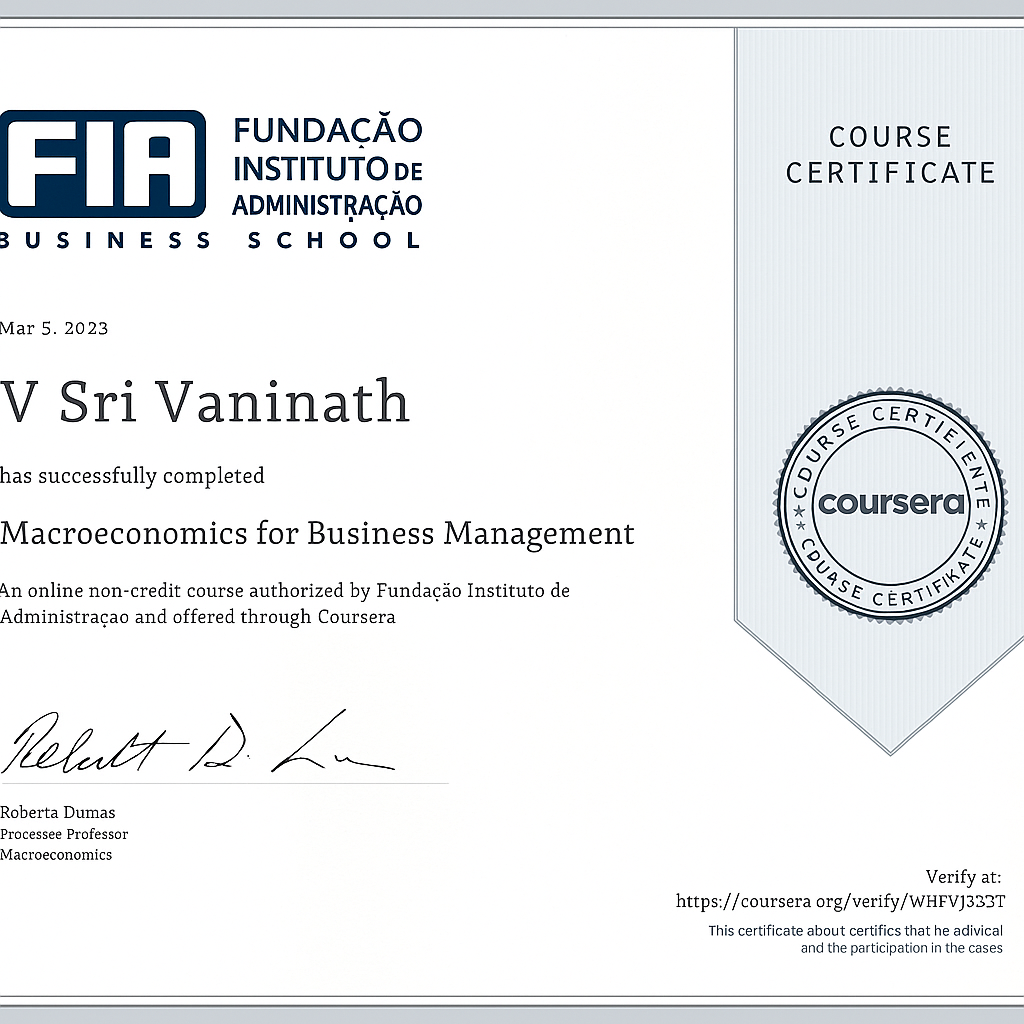 FIA
FUNDAÇÃO
INSTITUTO DE
ADMINISTRAÇÃO
BUSINESS SCHOOL
COURSE
CERTIFICATE
Mar 5. 2023
V Sri Vaninath
has successfully completed
Macroeconomics for Business Management
An online non-credit course authorized by Fundação Instituto de
Administraçao and offered through Coursera
CDURSE CERTIEIENTE
coursera
CDUASE CERTIFIKATE
Roberta Dumas
Processee Professor
Macroeconomics
Verify at:
https://coursera org/verify/WHFVJ333T
This certificate about certifics that he adivical
and the participation in the cases